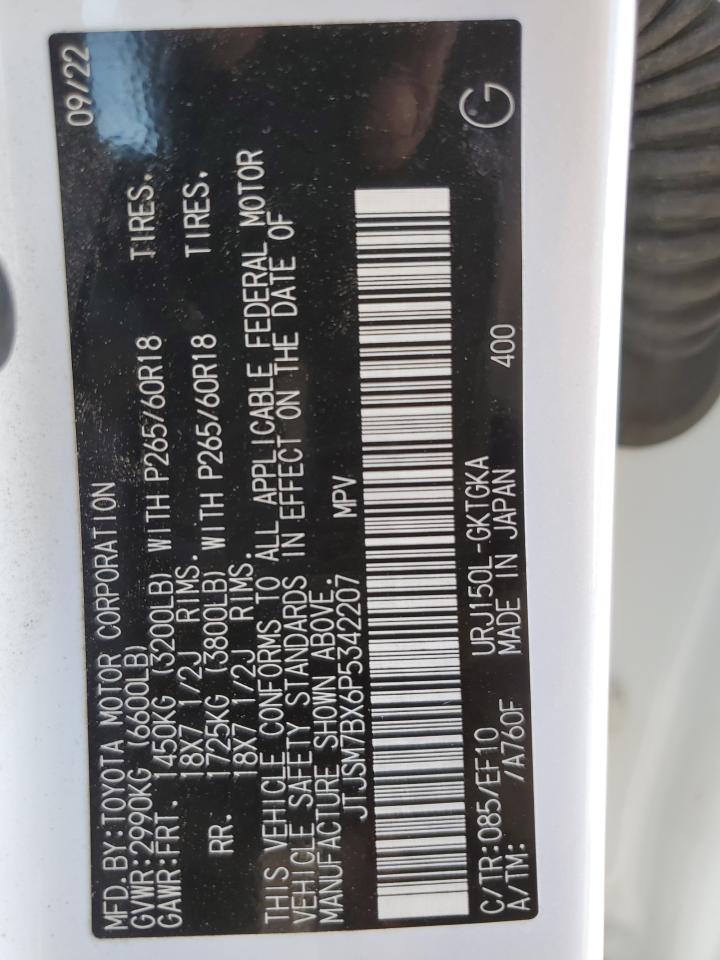 MFD. BY:TOYOTA MOTOR CORPORATION 09/22
GVWR:2990KG (6600LB)
GAWR:FRT. 1450KG (3200LB) WITH P265/60R18 TIRES.
18X7 1/2J RIMS.
RR. 1725KG (3800LB) WITH P265/60R18 TIRES.
18X7 1/2J RIMS.
THIS VEHICLE CONFORMS TO ALL APPLICABLE FEDERAL MOTOR
VEHICLE SAFETY STANDARDS IN EFFECT ON THE DATE OF
MANUFACTURE SHOWN ABOVE.
JTJSM7BX6P5342207 MPV
C/TR:085/EF10 URJ150L-GKTGKA 400 G
A/TM: /A760F MADE IN JAPAN